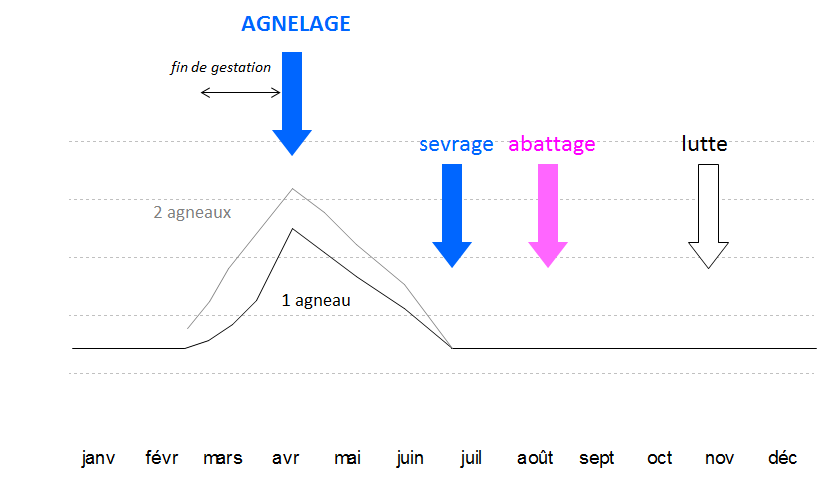 AGNELAGE
fin de gestation
sevrage abattage lutte
2 agneaux
1 agneau
janv févr mars avr mai juin juil août sept oct nov déc